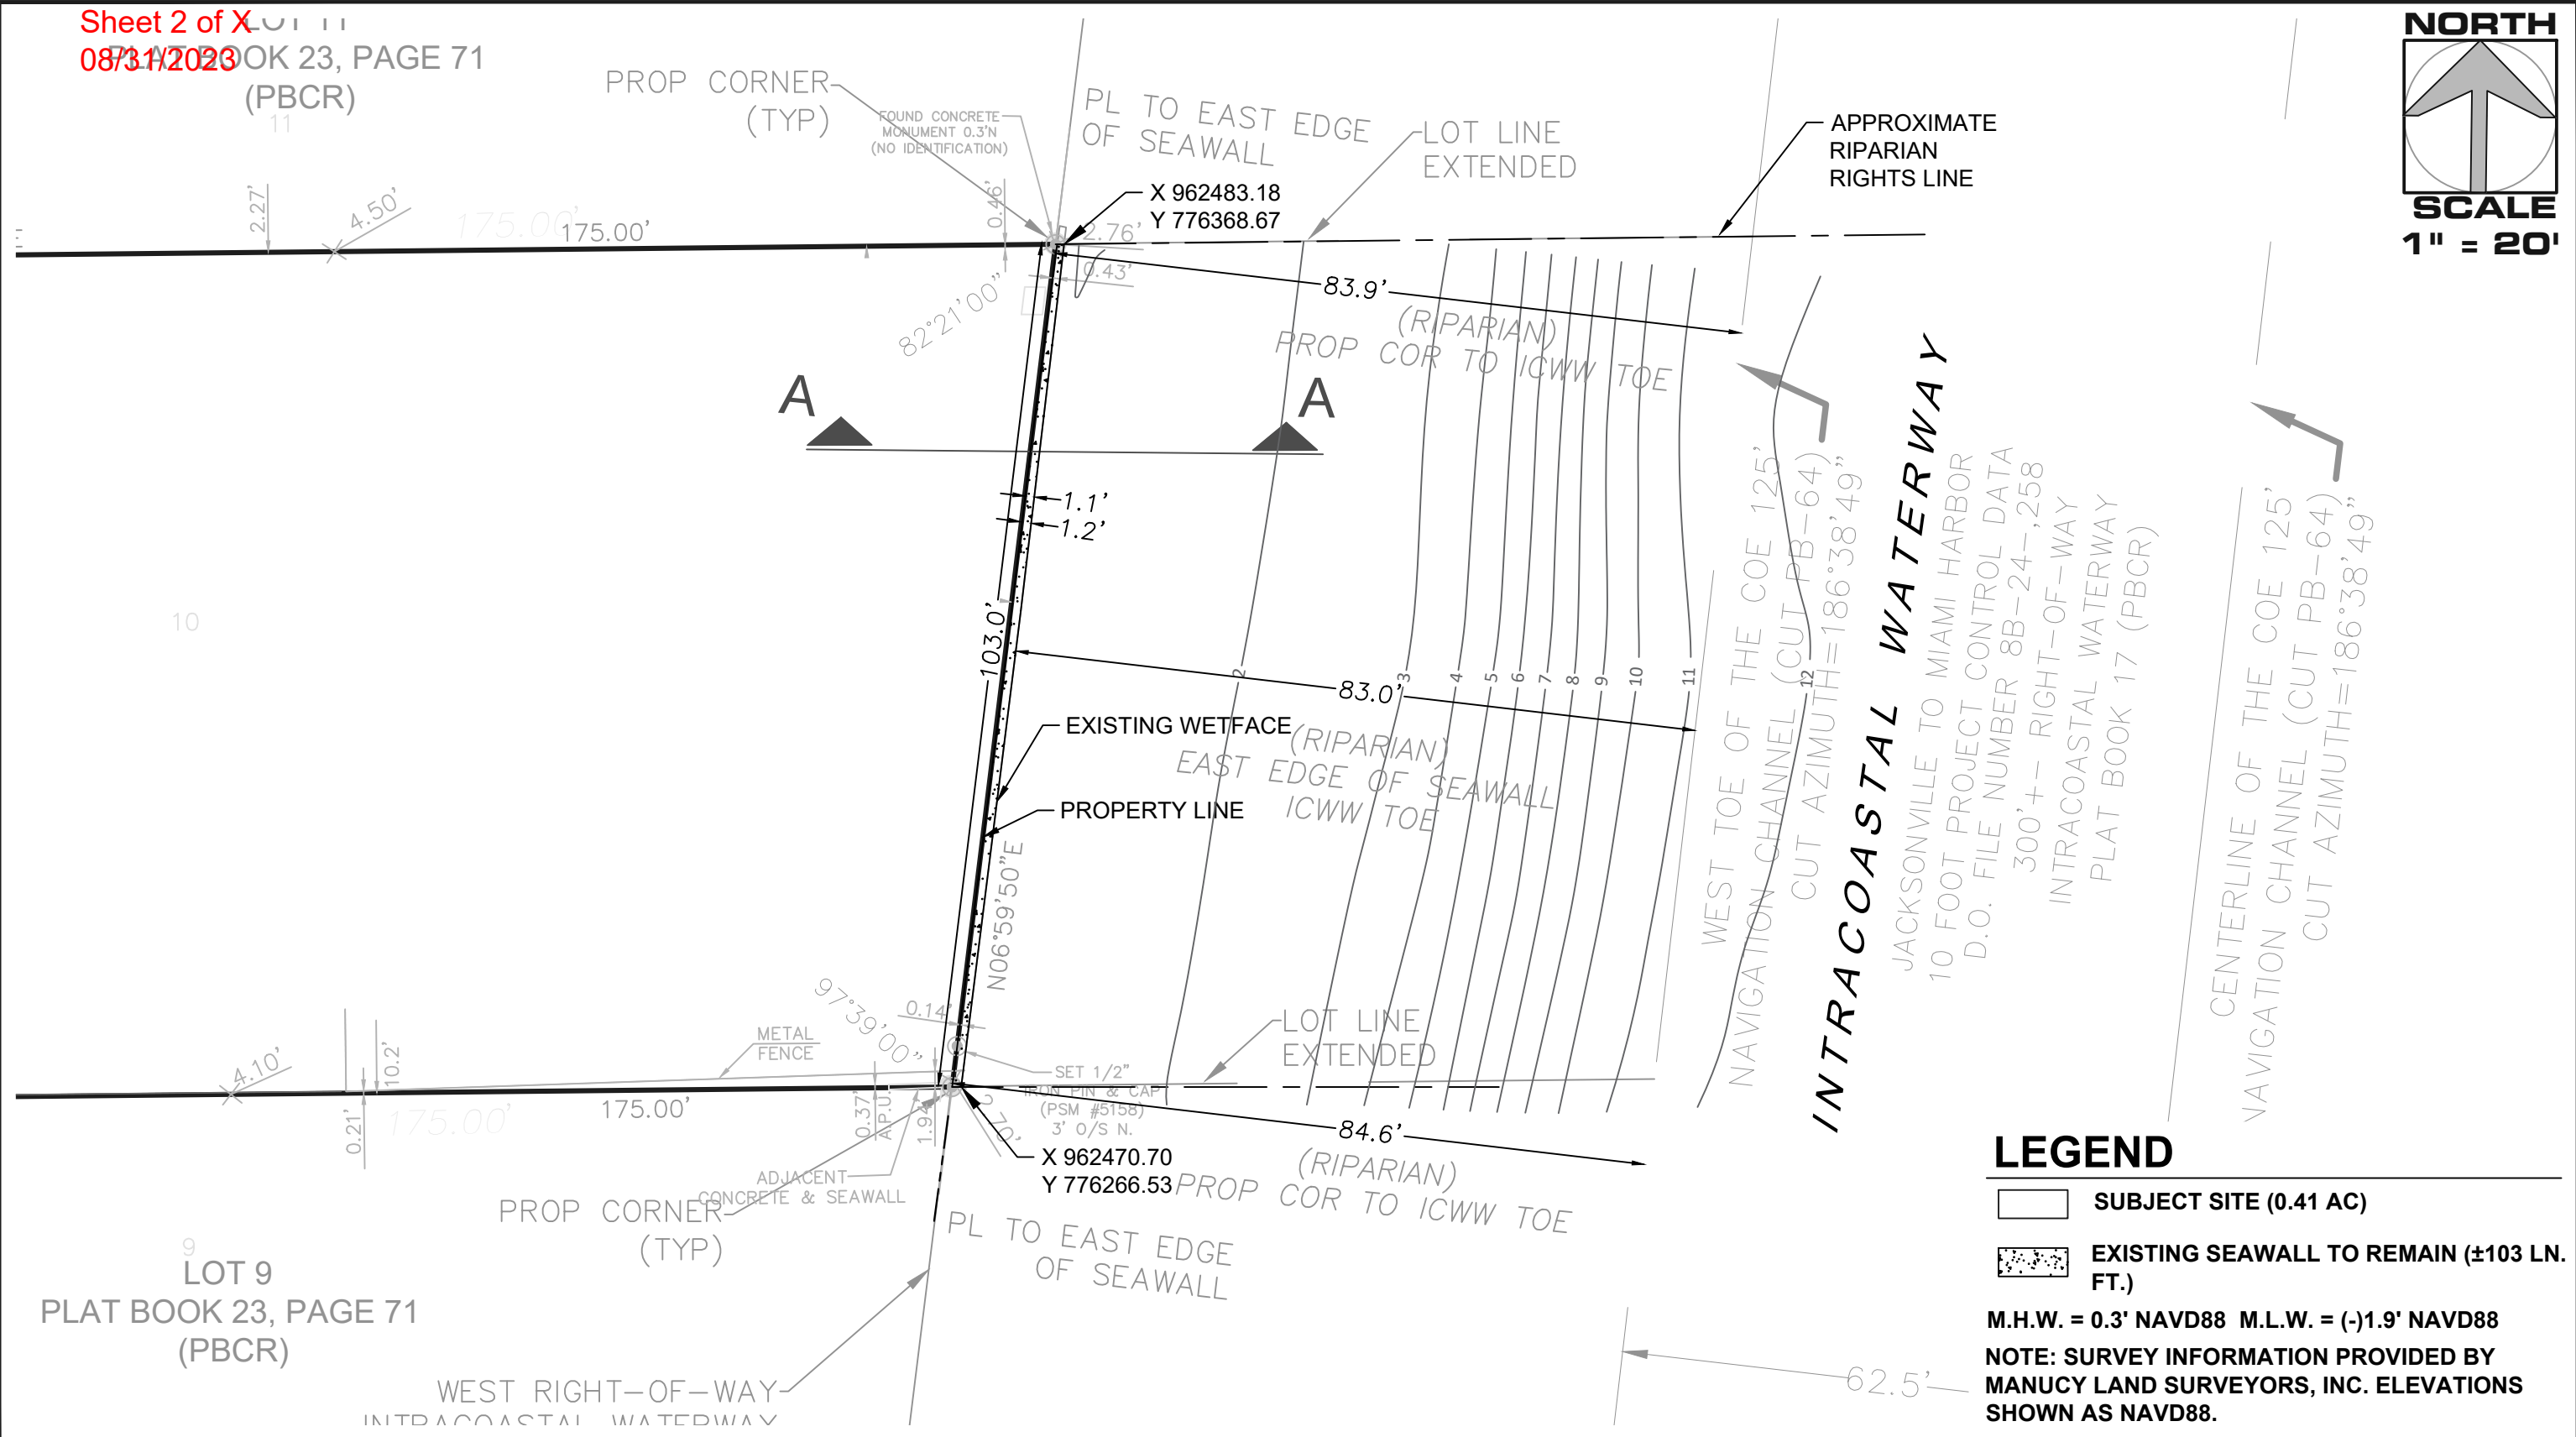 Sheet 2 of X
08/31/2023
LOT 11
PLAT BOOK 23, PAGE 71
(PBCR)
11
PROP CORNER
(TYP)
FOUND CONCRETE
MONUMENT 0.3'N
(NO IDENTIFICATION)
PL TO EAST EDGE
OF SEAWALL
LOT LINE
EXTENDED
APPROXIMATE
RIPARIAN
RIGHTS LINE
NORTH
SCALE
1" = 20'
X 962483.18
Y 776368.67
2.27'
4.50'
175.00'
175.00'
0.46'
2.76'
0.43'
82°21'00"
83.9'
(RIPARIAN)
PROP COR TO ICWW TOE
A
A
1.1'
1.2'
103.0'
10
2
3
4
5
6
7
8
9
10
11
12
83.0'
EXISTING WETFACE
(RIPARIAN)
EAST EDGE OF SEAWALL
ICWW TOE
PROPERTY LINE
N06°59'50"E
WEST TOE OF THE COE 125'
NAVIGATION CHANNEL (CUT PB-64)
CUT AZIMUTH=186°38'49"
INTRACOASTAL WATERWAY
JACKSONVILLE TO MIAMI HARBOR
10 FOOT PROJECT CONTROL DATA
D.O. FILE NUMBER 8B-24-,258
300'+- RIGHT-OF-WAY
INTRACOASTAL WATERWAY
PLAT BOOK 17 (PBCR)
CENTERLINE OF THE COE 125'
NAVIGATION CHANNEL (CUT PB-64)
CUT AZIMUTH=186°38'49"
97°39'00"
0.14'
METAL
FENCE
4.10'
10.2'
0.21'
175.00'
175.00'
0.37'
A.P.U.
2.70'
SET 1/2"
IRON PIN & CAP
(PSM #5158)
3' O/S N.
LOT LINE
EXTENDED
84.6'
(RIPARIAN)
PROP COR TO ICWW TOE
X 962470.70
Y 776266.53
ADJACENT
CONCRETE & SEAWALL
PROP CORNER
(TYP)
PL TO EAST EDGE
OF SEAWALL
9
LOT 9
PLAT BOOK 23, PAGE 71
(PBCR)
WEST RIGHT-OF-WAY
INTRACOASTAL WATERWAY
62.5'
LEGEND
SUBJECT SITE (0.41 AC)
EXISTING SEAWALL TO REMAIN (±103 LN.
FT.)
M.H.W. = 0.3' NAVD88 M.L.W. = (-)1.9' NAVD88
NOTE: SURVEY INFORMATION PROVIDED BY
MANUCY LAND SURVEYORS, INC. ELEVATIONS
SHOWN AS NAVD88.